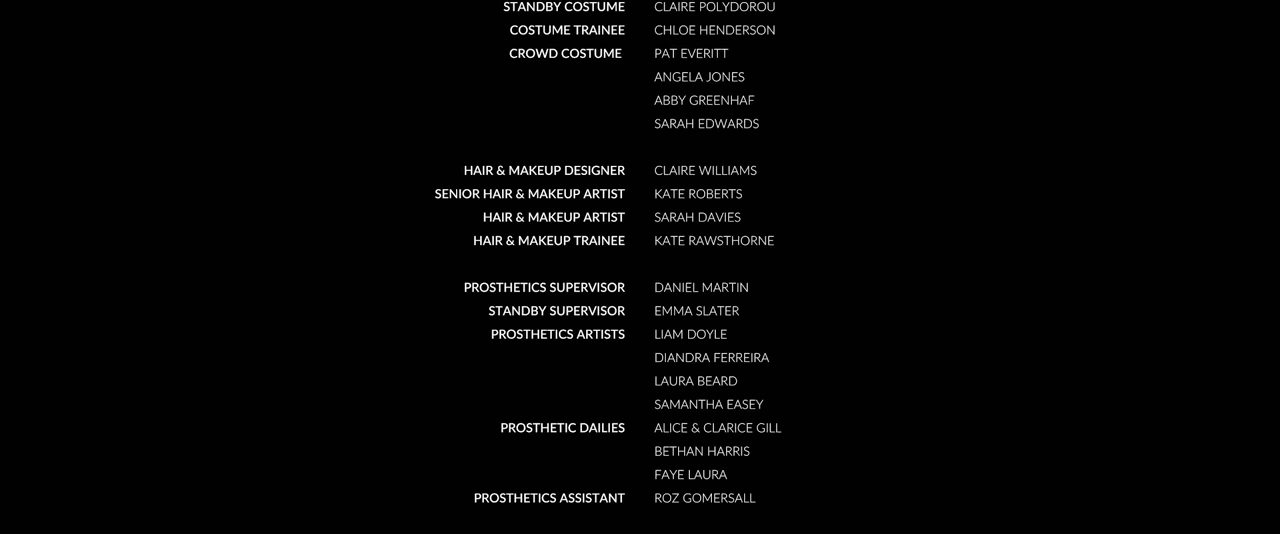 STANDBY COSTUME CLAIRE POLYDOROU
COSTUME TRAINEE CHLOE HENDERSON
CROWD COSTUME PAT EVERITT
ANGELA JONES
ABBY GREENHAF
SARAH EDWARDS
HAIR & MAKEUP DESIGNER CLAIRE WILLIAMS
SENIOR HAIR & MAKEUP ARTIST KATE ROBERTS
HAIR & MAKEUP ARTIST SARAH DAVIES
HAIR & MAKEUP TRAINEE KATE RAWSTHORNE
PROSTHETICS SUPERVISOR DANIEL MARTIN
STANDBY SUPERVISOR EMMA SLATER
PROSTHETICS ARTISTS LIAM DOYLE
DIANDRA FERREIRA
LAURA BEARD
SAMANTHA EASEY
PROSTHETIC DAILIES ALICE & CLARICE GILL
BETHAN HARRIS
FAYE LAURA
PROSTHETICS ASSISTANT ROZ GOMERSALL